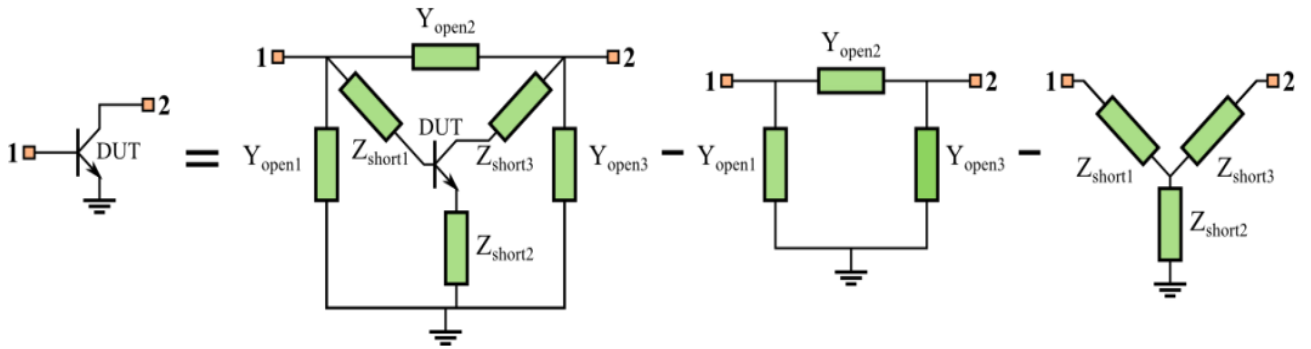 1
2
DUT
=
Y_open2
1
2
Y_open1
Z_short1
DUT
Z_short3
Y_open3
Z_short2
−
Y_open2
1
2
Y_open1
Y_open3
−
1
2
Z_short1
Z_short3
Z_short2